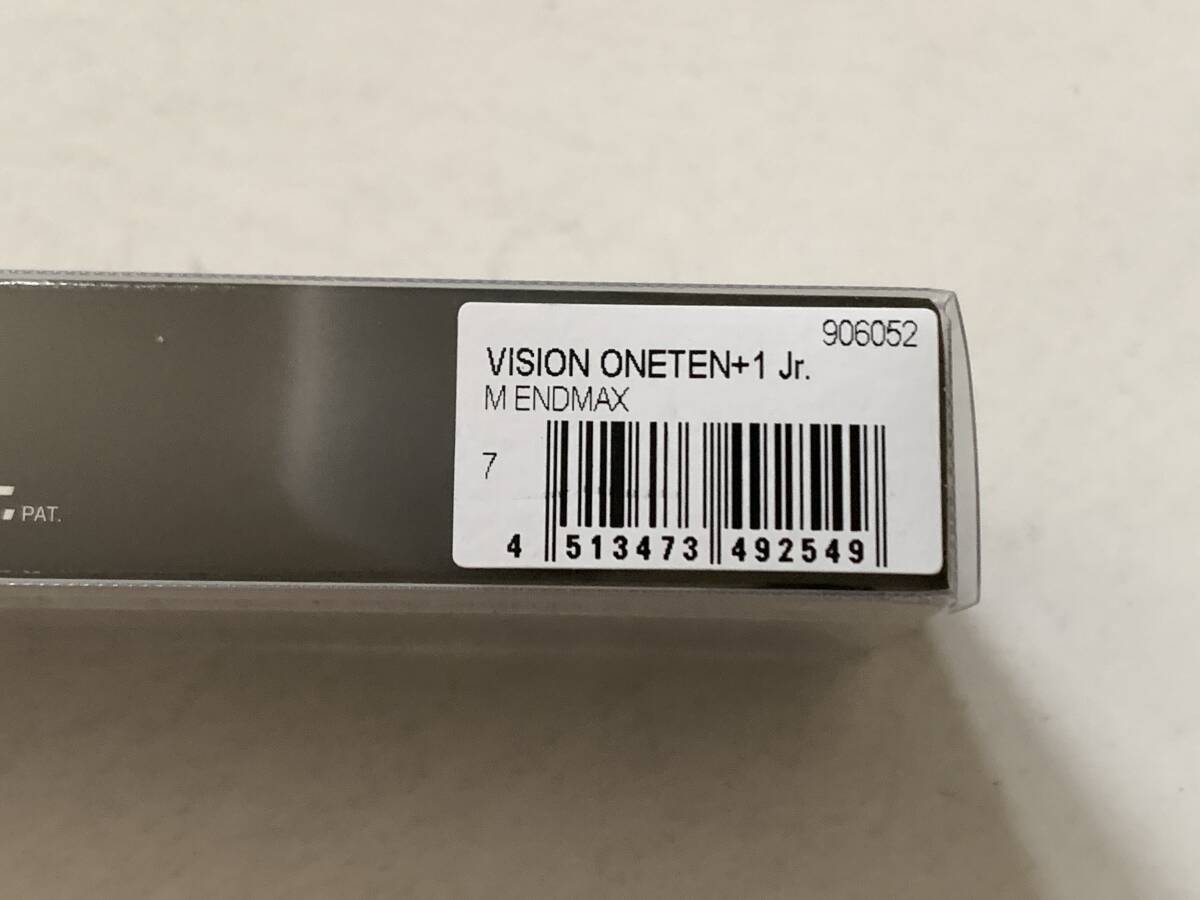 906052
VISION ONETEN+1 Jr.
M ENDMAX
7
4 513473 492549
PAT.